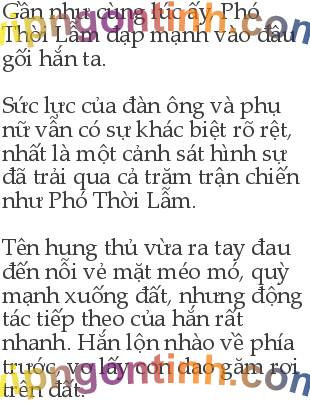 Gần như cùng lúc ấy, Phó
Thời Lẫm đạp mạnh vào đầu
gối hắn ta.
Sức lực của đàn ông và phụ
nữ vẫn có sự khác biệt rõ rệt,
nhất là một cảnh sát hình sự
đã trải qua cả trăm trận chiến
như Phó Thời Lẫm.
Tên hung thủ vừa ra tay đau
đến nỗi vẻ mặt méo mó, quỳ
mạnh xuống đất, nhưng động
tác tiếp theo của hắn rất
nhanh. Hắn lộn nhào về phía
trước, vơ lấy con dao găm rơi
trên đất.
vipngontinh.com
vipngontinh.com